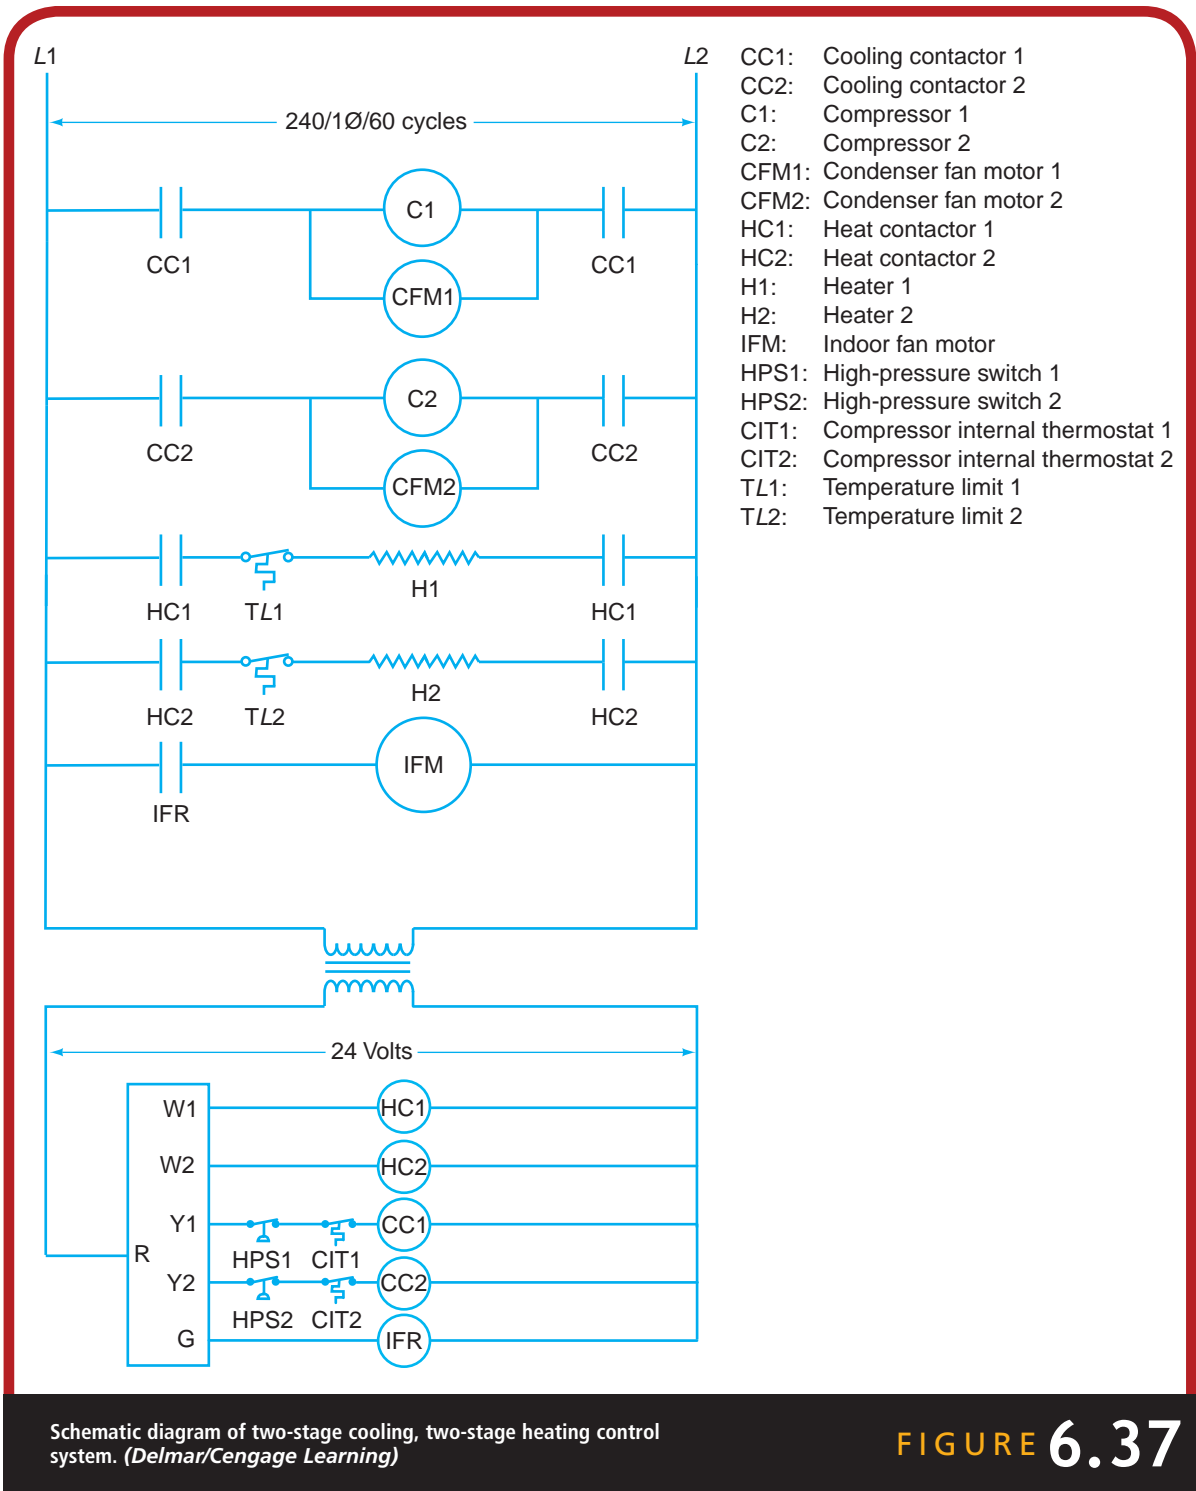 L1
L2
240/1Ø/60 cycles
C1
CC1
CC1
CFM1
C2
CC2
CC2
CFM2
H1
HC1
TL1
HC1
H2
HC2
TL2
HC2
IFM
IFR
CC1: Cooling contactor 1
CC2: Cooling contactor 2
C1: Compressor 1
C2: Compressor 2
CFM1: Condenser fan motor 1
CFM2: Condenser fan motor 2
HC1: Heat contactor 1
HC2: Heat contactor 2
H1: Heater 1
H2: Heater 2
IFM: Indoor fan motor
HPS1: High-pressure switch 1
HPS2: High-pressure switch 2
CIT1: Compressor internal thermostat 1
CIT2: Compressor internal thermostat 2
TL1: Temperature limit 1
TL2: Temperature limit 2
24 Volts
W1
HC1
W2
HC2
Y1
CC1
R
HPS1 CIT1
Y2
CC2
HPS2 CIT2
G
IFR
Schematic diagram of two-stage cooling, two-stage heating control
system. (Delmar/Cengage Learning)
FIGURE 6.37